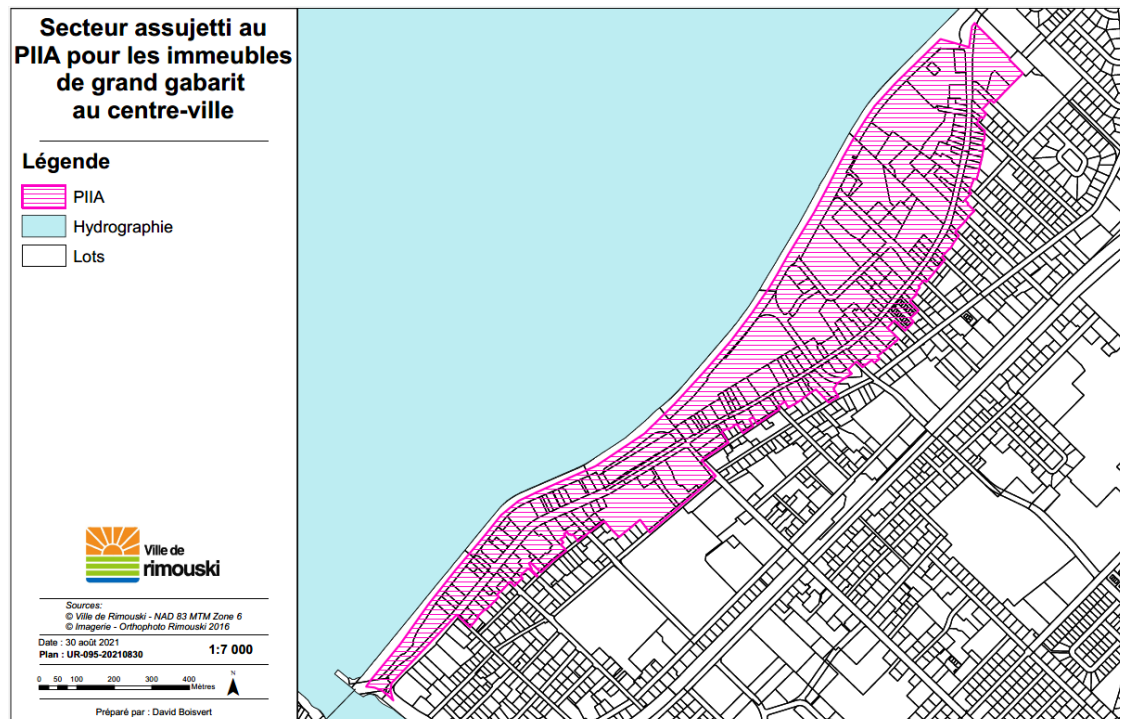 Secteur assujetti au
PIIA pour les immeubles
de grand gabarit
au centre-ville
Légende
PIIA
Hydrographie
Lots
Ville de
rimouski
Sources:
© Ville de Rimouski - NAD 83 MTM Zone 6
© Imagerie - Orthophoto Rimouski 2016
Date : 30 août 2021
Plan : UR-095-20210830
1:7 000
0 50 100 200 300 400
Mètres
N
Préparé par : David Boisvert